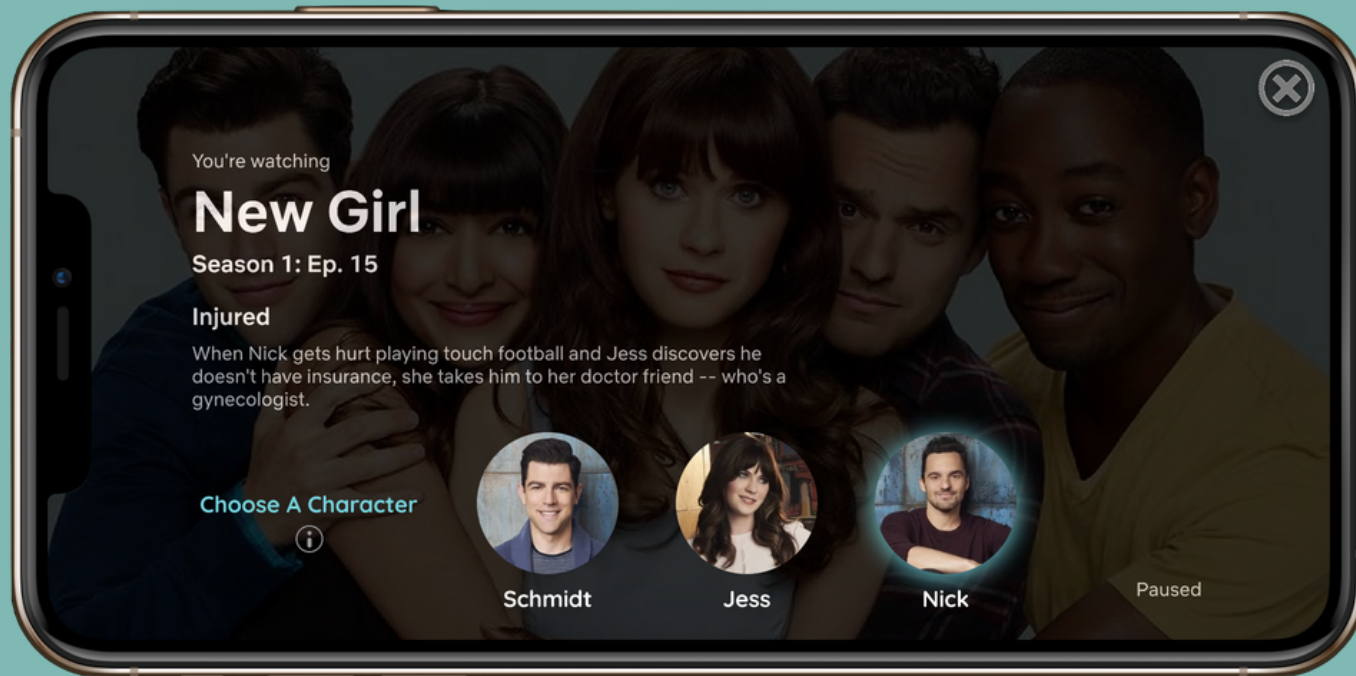 You're watching
New Girl
Season 1: Ep. 15
Injured
When Nick gets hurt playing touch football and Jess discovers he
doesn't have insurance, she takes him to her doctor friend -- who's a
gynecologist.
Choose A Character
i
Schmidt
Jess
Nick
Paused